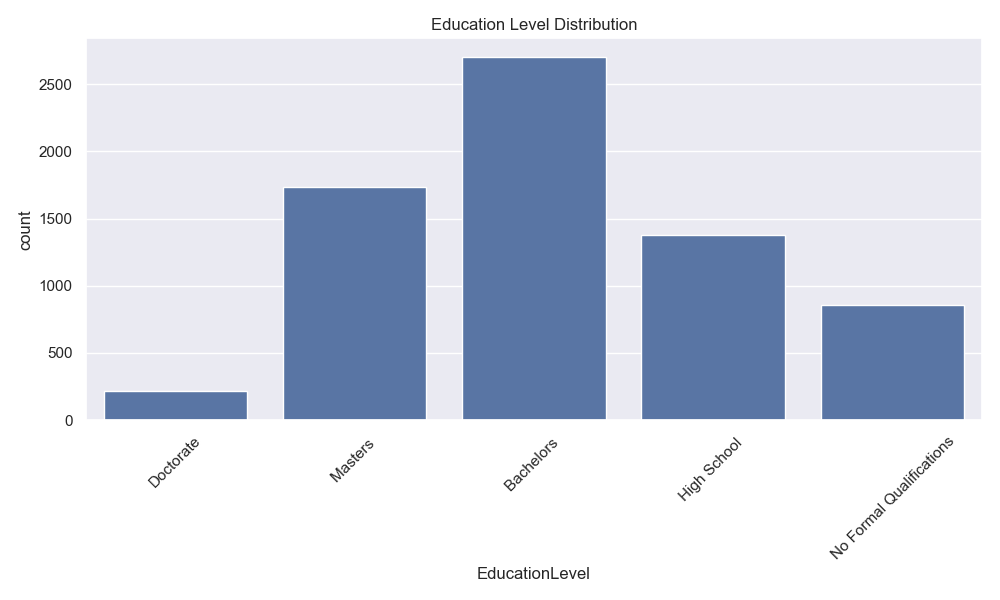 Education Level Distribution
count
2500
2000
1500
1000
500
0
Doctorate
Masters
Bachelors
High School
No Formal Qualifications
EducationLevel